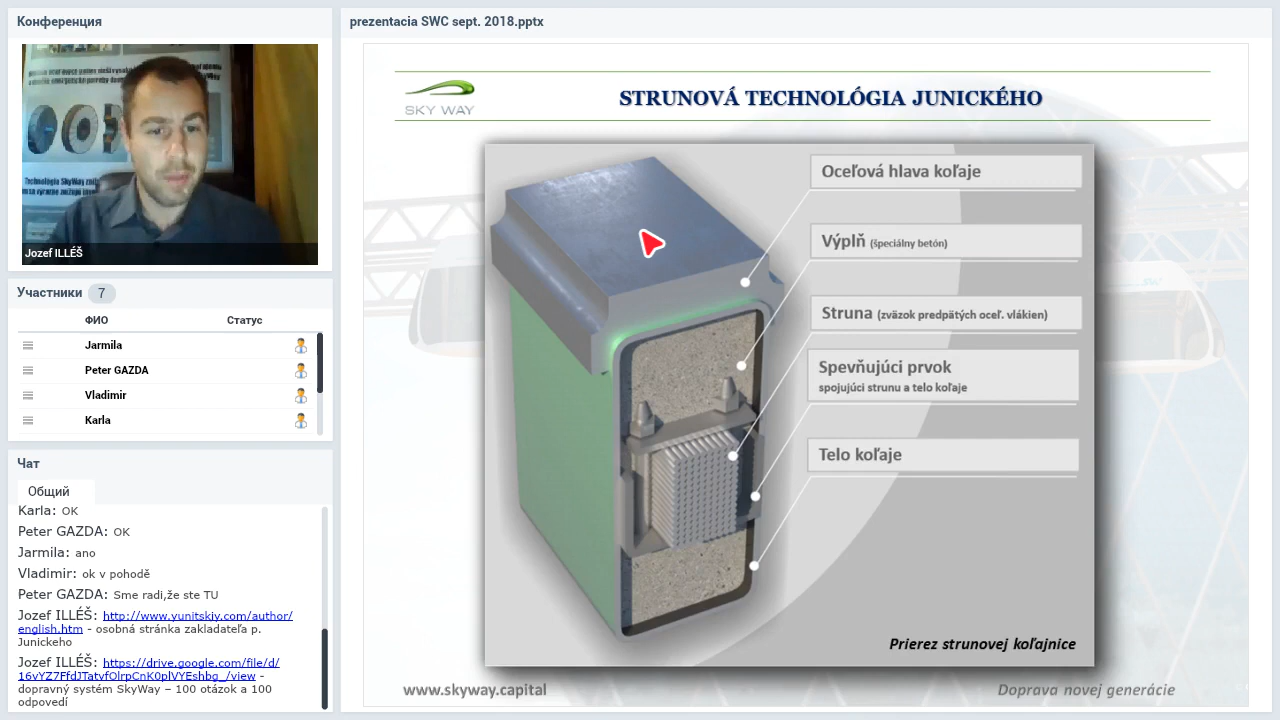 Конференция
Jozef ILLÉŠ
Участники 7
ФИО Статус
Jarmila
Peter GAZDA
Vladimir
Karla
Чат
Общий
Karla: OK
Peter GAZDA: OK
Jarmila: ano
Vladimir: ok v pohodě
Peter GAZDA: Sme radi,že ste TU
Jozef ILLÉŠ: http://www.yunitskiy.com/author/
english.htm - osobná stránka zakladateľa p.
Junickeho
Jozef ILLÉŠ: https://drive.google.com/file/d/
16vYZ7FfdJTatvfOlrpCnK0plVYEshbg_/view -
dopravný systém SkyWay – 100 otázok a 100
odpovedí
prezentacia SWC sept. 2018.pptx
SKY WAY
STRUNOVÁ TECHNOLÓGIA JUNICKÉHO
Oceľová hlava koľaje
Výplň (špeciálny betón)
Struna (zväzok predpätých oceľ. vlákien)
Spevňujúci prvok
spojujúci strunu a telo koľaje
Telo koľaje
Prierez strunovej koľajnice
www.skyway.capital
Doprava novej generácie